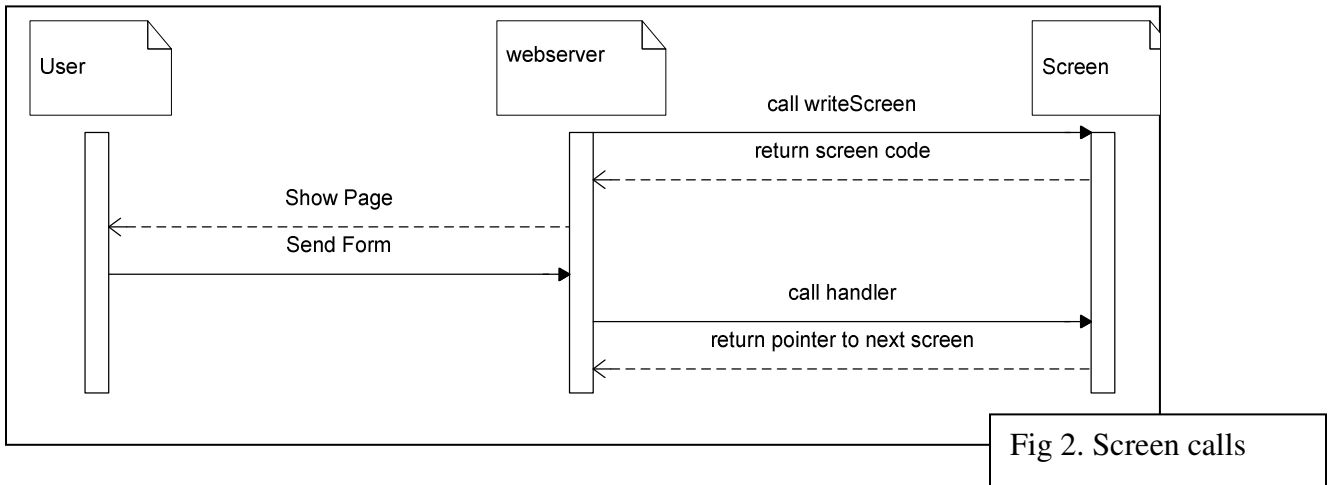 User
webserver
Screen
call writeScreen
return screen code
Show Page
Send Form
call handler
return pointer to next screen
Fig 2. Screen calls